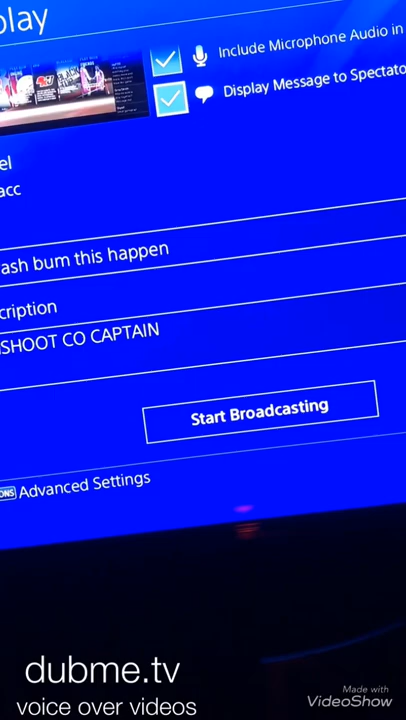 play
Include Microphone Audio in
Display Message to Spectato
el
acc
ash bum this happen
cription
SHOOT CO CAPTAIN
Start Broadcasting
ONS Advanced Settings
dubme.tv
voice over videos
Made with
VideoShow